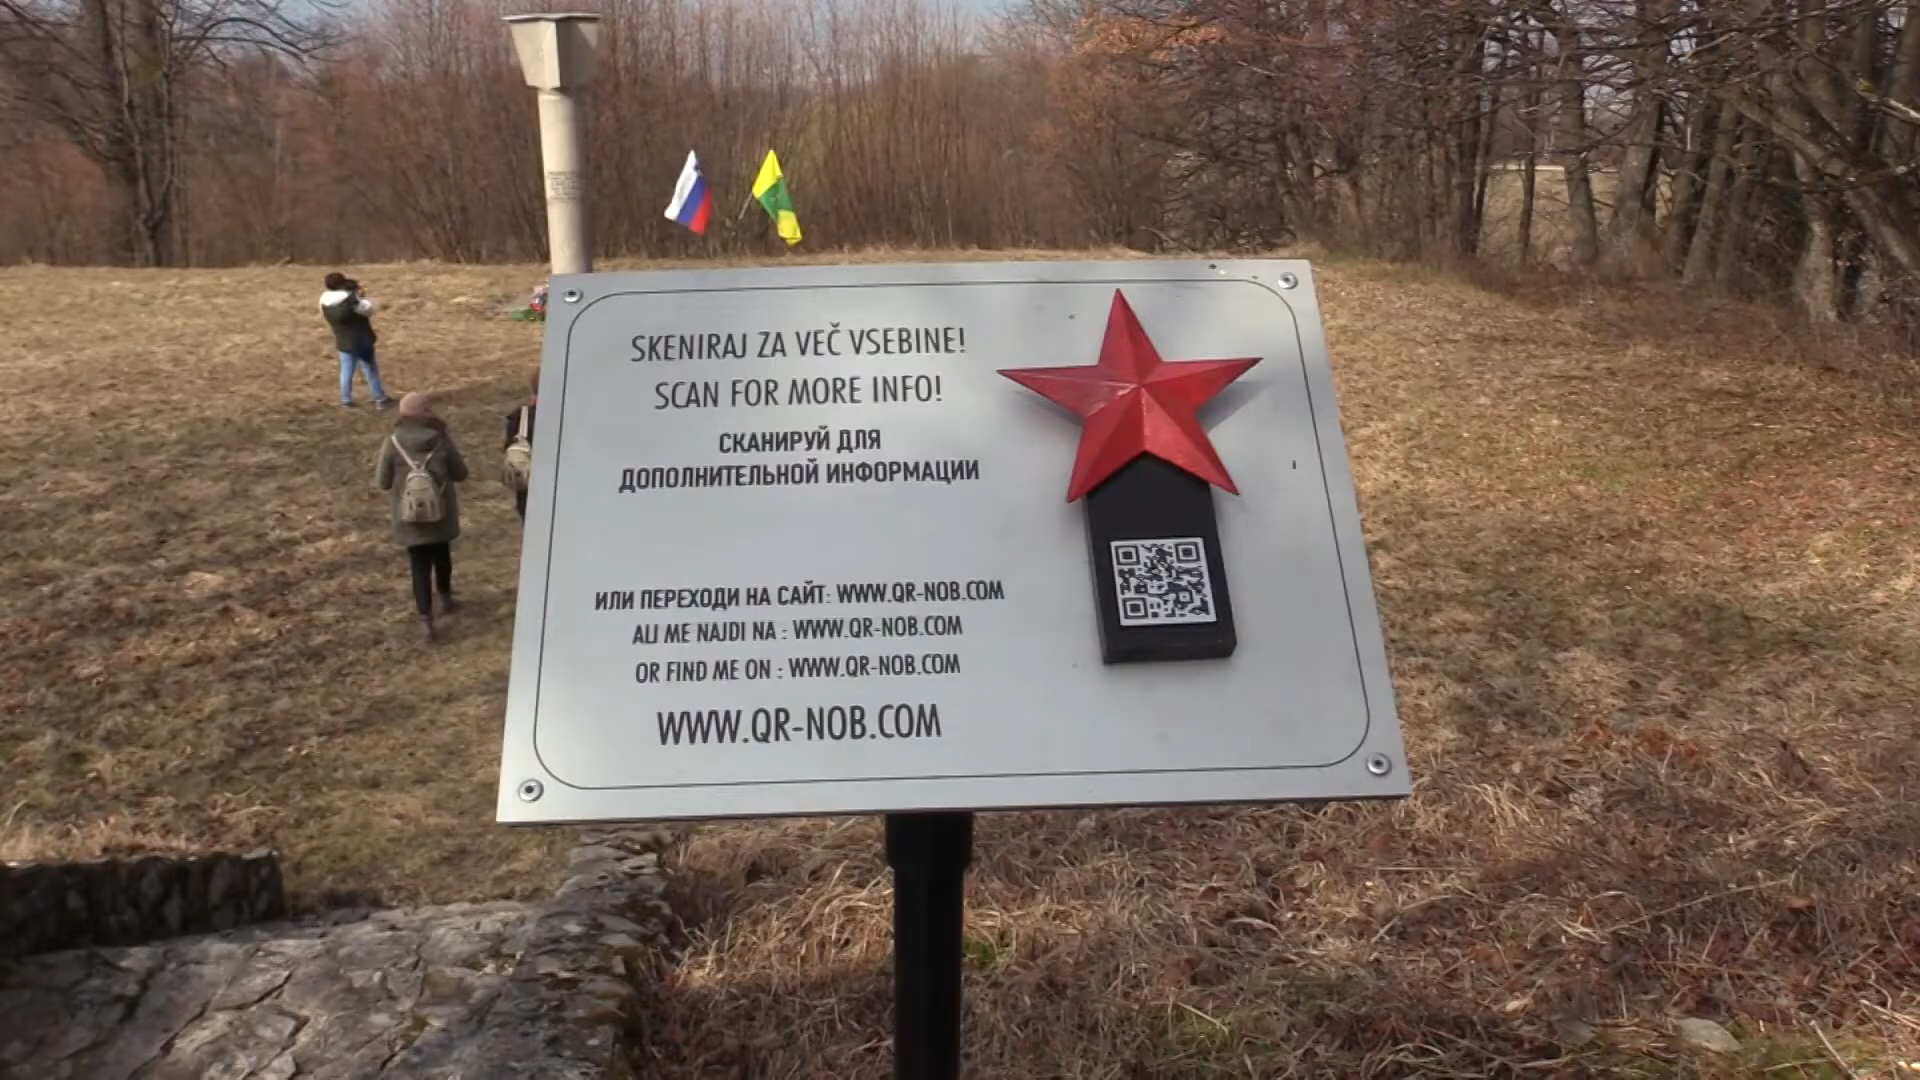 SKENIRAJ ZA VEČ VSEBINE!
SCAN FOR MORE INFO!
СКАНИРУЙ ДЛЯ
ДОПОЛНИТЕЛЬНОЙ ИНФОРМАЦИИ
ИЛИ ПЕРЕХОДИ НА САЙТ: WWW.QR-NOB.COM
ALI ME NAJDI NA : WWW.QR-NOB.COM
OR FIND ME ON : WWW.QR-NOB.COM
WWW.QR-NOB.COM